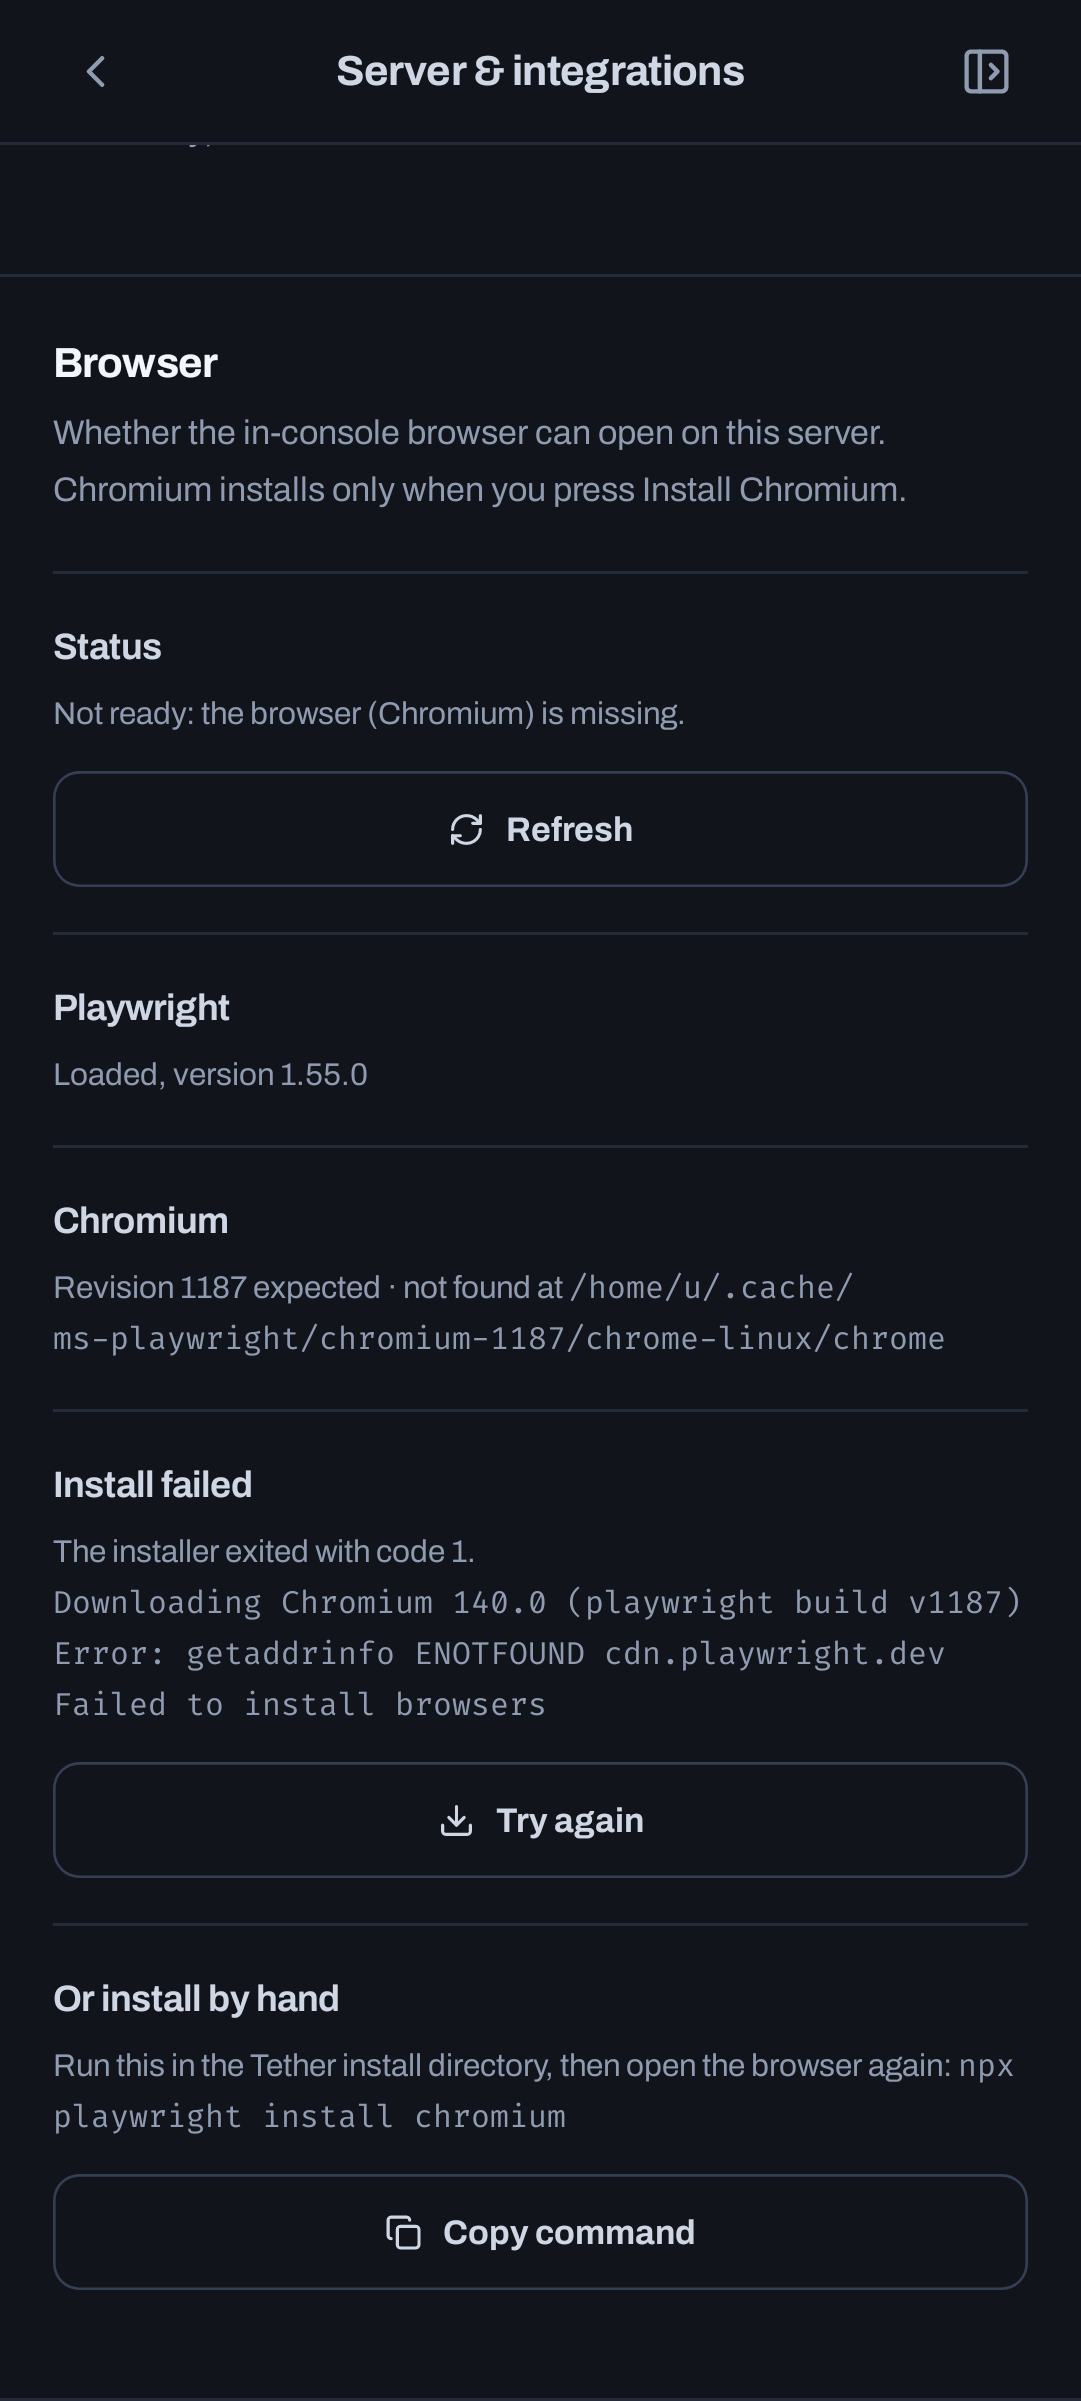 Server & integrations
Browser
Whether the in-console browser can open on this server.
Chromium installs only when you press Install Chromium.
Status
Not ready: the browser (Chromium) is missing.
Refresh
Playwright
Loaded, version 1.55.0
Chromium
Revision 1187 expected · not found at /home/u/.cache/
ms-playwright/chromium-1187/chrome-linux/chrome
Install failed
The installer exited with code 1.
Downloading Chromium 140.0 (playwright build v1187)
Error: getaddrinfo ENOTFOUND cdn.playwright.dev
Failed to install browsers
Try again
Or install by hand
Run this in the Tether install directory, then open the browser again: npx
playwright install chromium
Copy command